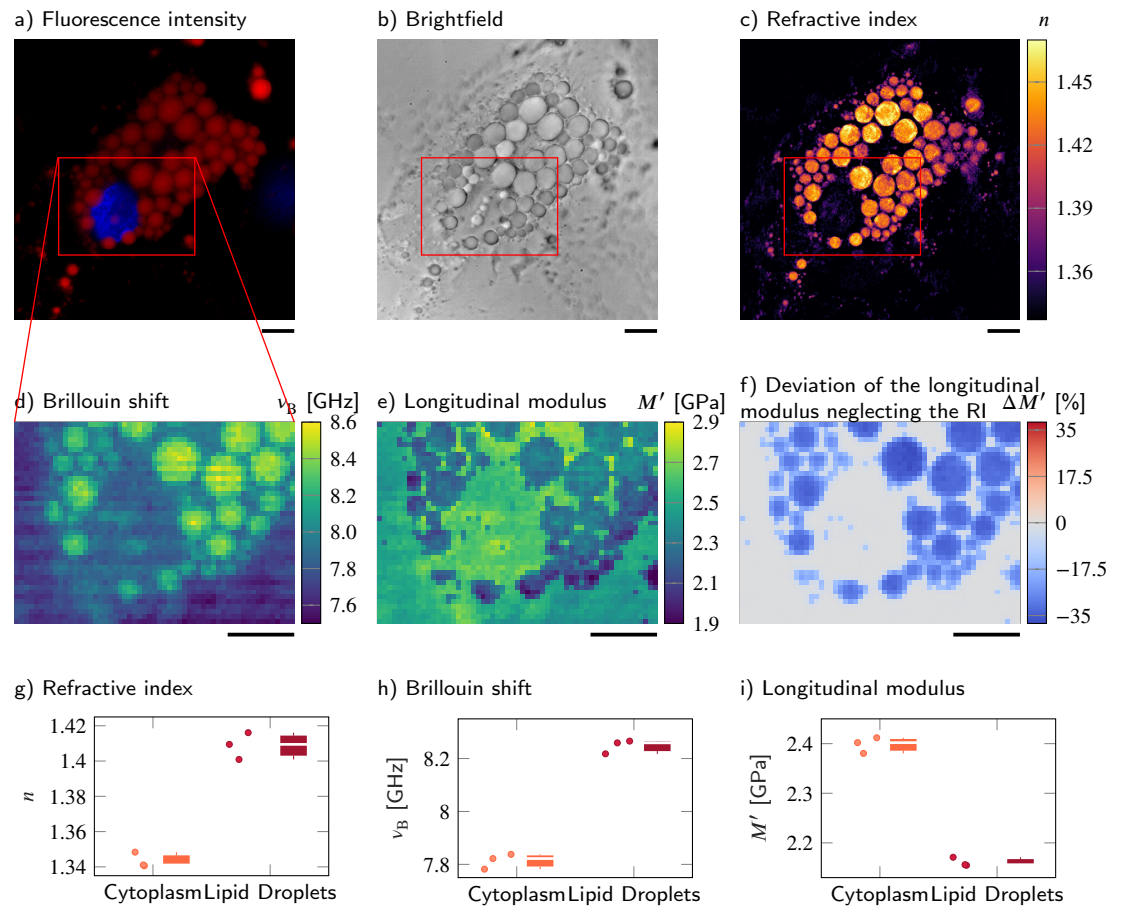 a) Fluorescence intensity
b) Brightfield
c) Refractive index
n
1.45
1.42
1.39
1.36
d) Brillouin shift
νB [GHz]
8.6
8.4
8.2
8.0
7.8
7.6
e) Longitudinal modulus
M′ [GPa]
2.9
2.7
2.5
2.3
2.1
1.9
f) Deviation of the longitudinal
modulus neglecting the RI
ΔM′ [%]
35
17.5
0
−17.5
−35
g) Refractive index
n
1.42
1.4
1.36
1.34
Cytoplasm Lipid Droplets
h) Brillouin shift
νB
[GHz]
8.2
8
7.8
Cytoplasm Lipid Droplets
i) Longitudinal modulus
M′ [GPa]
2.4
2.3
2.2
Cytoplasm Lipid Droplets